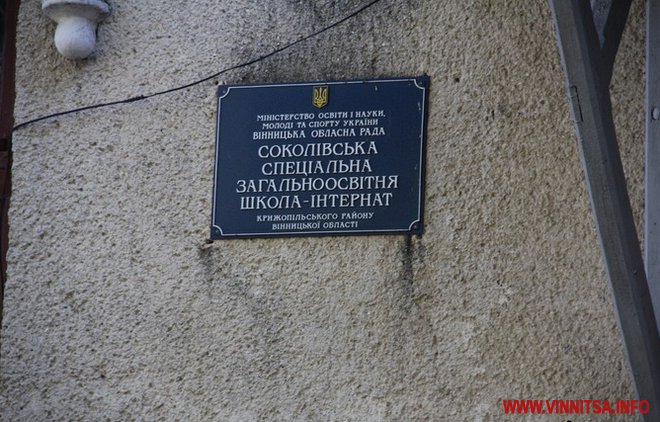 МІНІСТЕРСТВО ОСВІТИ І НАУКИ,
МОЛОДІ ТА СПОРТУ УКРАЇНИ
ВІННИЦЬКА ОБЛАСНА РАДА
СОКОЛІВСЬКА
СПЕЦІАЛЬНА
ЗАГАЛЬНООСВІТНЯ
ШКОЛА-ІНТЕРНАТ
КРИЖОПІЛЬСЬКОГО РАЙОНУ
ВІННИЦЬКОЇ ОБЛАСТІ
WWW.VINNITSA.INFO